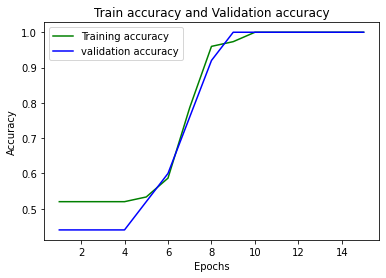 Train accuracy and Validation accuracy
Training accuracy
validation accuracy
1.0
0.9
0.8
0.7
0.6
0.5
Accuracy
2 4 6 8 10 12 14
Epochs